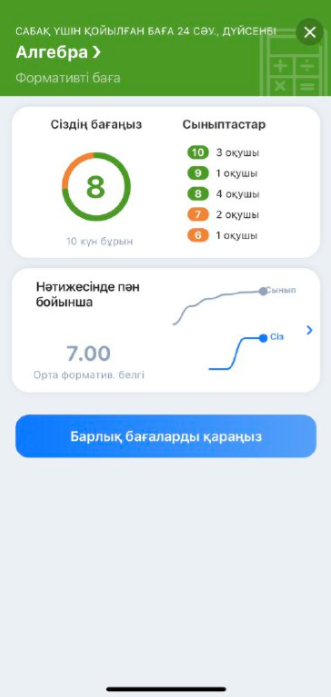 САБАҚ ҮШІН ҚОЙЫЛҒАН БАҒА 24 СӘУ., ДҮЙСЕНБІ
Алгебра
Формативті баға
Сіздің бағаңыз
8
10 күн бұрын
Сыныптастар
10 3 оқушы
9 1 оқушы
8 4 оқушы
7 2 оқушы
6 1 оқушы
Нәтижесінде пән
бойынша
7.00
Орта форматив. белгі
Сынып
Сіз
Барлық бағаларды қараңыз